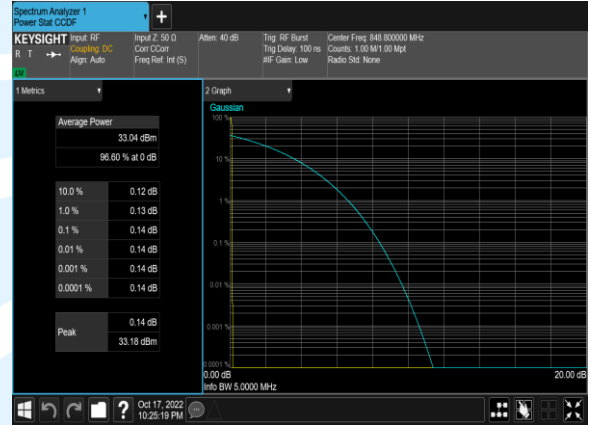 Spectrum Analyzer 1
Power Stat CCDF
+
KEYSIGHT
R T
Input: RF
Coupling: DC
Align: Auto
Input Z: 50 Ω
Corr CCorr
Freq Ref: Int (S)
Atten: 40 dB
Trig: RF Burst
Trig Delay: 100 ns
#IF Gain: Low
Center Freq: 848.800000 MHz
Counts: 1.00 M/1.00 Mpt
Radio Std: None
1 Metrics
Average Power
33.04 dBm
96.60 % at 0 dB
10.0 % 0.12 dB
1.0 % 0.13 dB
0.1 % 0.14 dB
0.01 % 0.14 dB
0.001 % 0.14 dB
0.0001 % 0.14 dB
Peak
0.14 dB
33.18 dBm
2 Graph
Gaussian
100 %
10 %
1 %
0.1 %
0.01 %
0.001 %
0.0001 %
0.00 dB 20.00 dB
Info BW 5.0000 MHz
?
Oct 17, 2022
10:25:19 PM